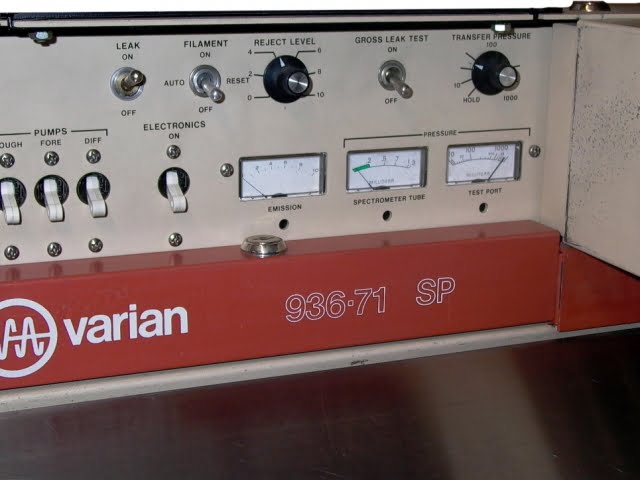 LEAK
ON
OFF
FILAMENT
ON
AUTO
RESET
OFF
REJECT LEVEL
4 6
2 8
0 10
GROSS LEAK TEST
ON
OFF
TRANSFER PRESSURE
100
10
HOLD 1000
PUMPS
OUGH FORE DIFF
ELECTRONICS
ON
PRESSURE
EMISSION
SPECTROMETER TUBE
TEST PORT
varian
936-71 SP